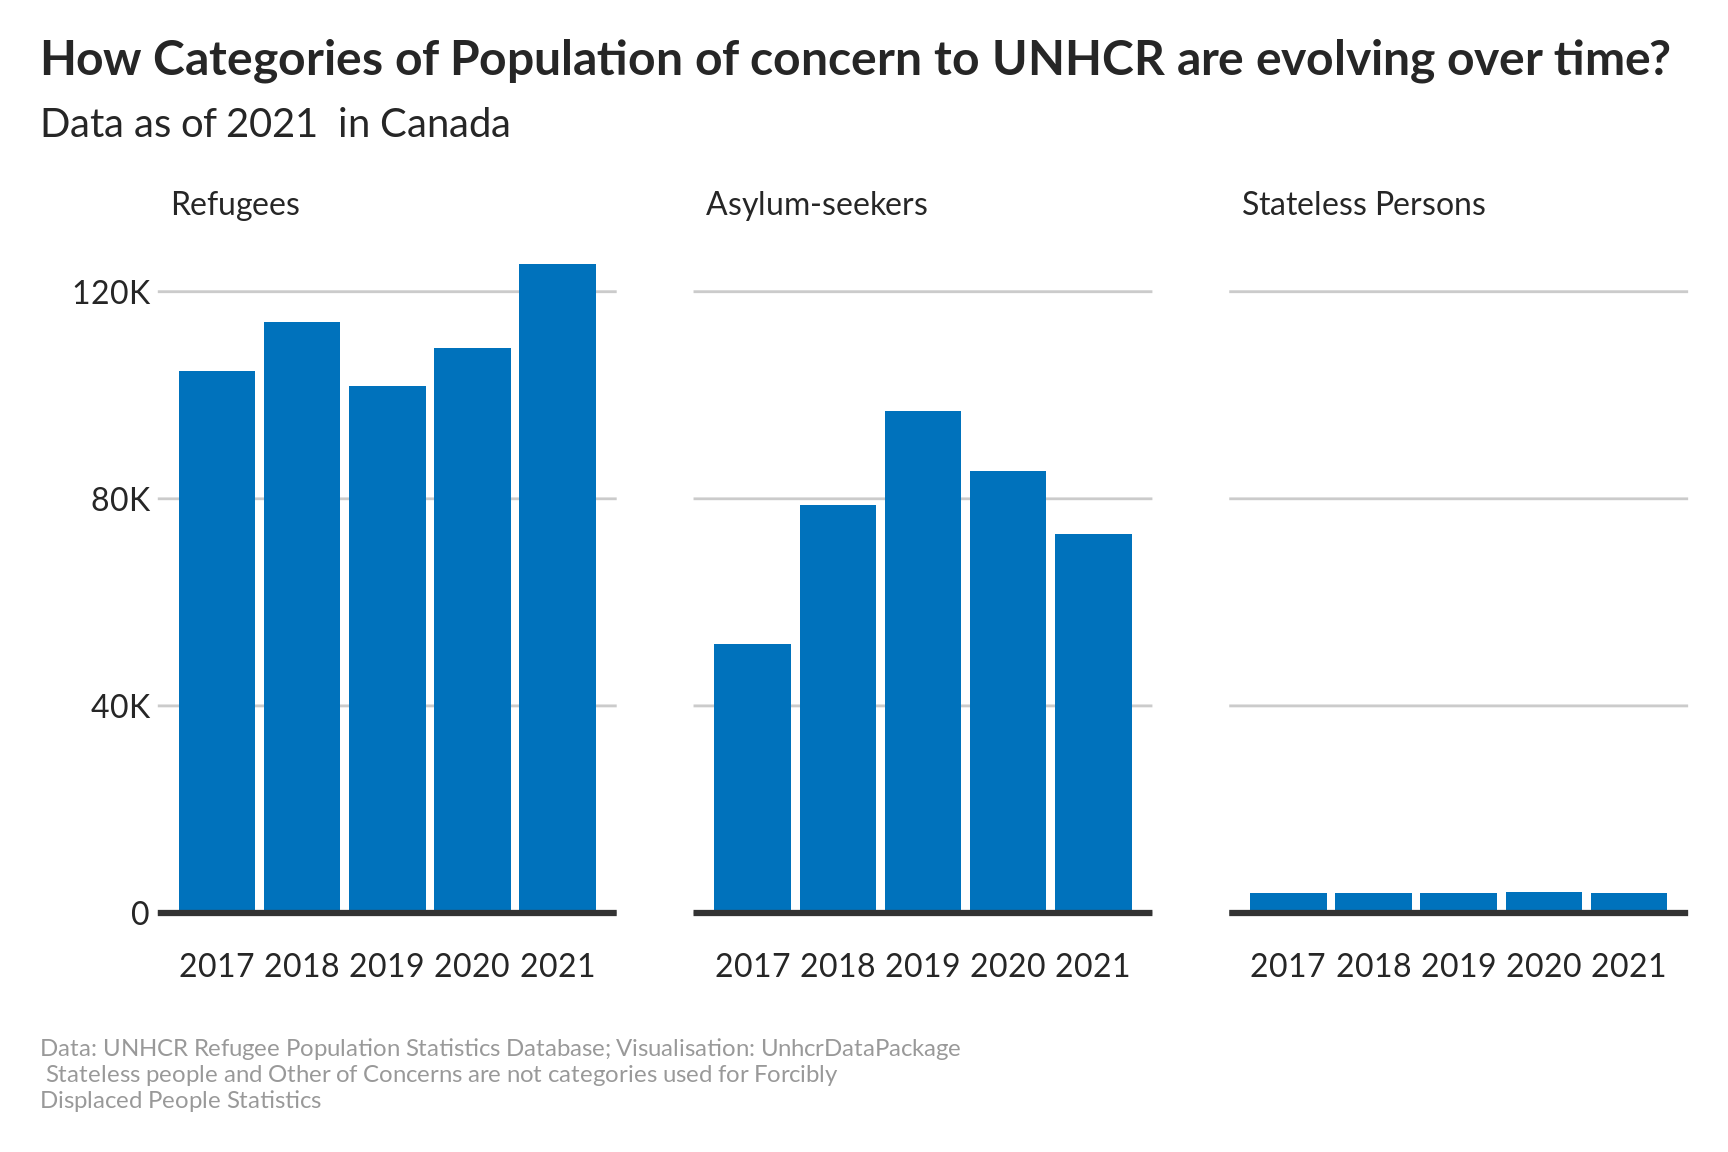 How Categories of Population of concern to UNHCR are evolving over time?
Data as of 2021  in Canada
Refugees
Asylum-seekers
Stateless Persons
120K
80K
40K
0
2017 2018 2019 2020 2021
2017 2018 2019 2020 2021
2017 2018 2019 2020 2021
Data: UNHCR Refugee Population Statistics Database; Visualisation: UnhcrDataPackage
Stateless people and Other of Concerns are not categories used for Forcibly
Displaced People Statistics